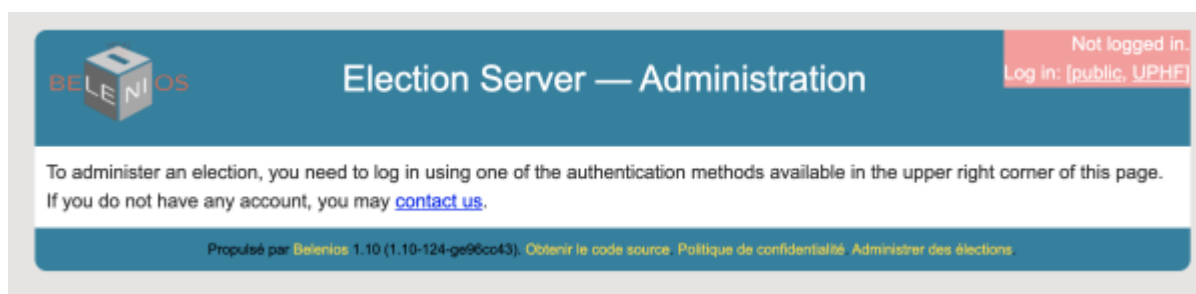 BELENIOS
Election Server — Administration
Not logged in.
Log in: [public, UPHF]
To administer an election, you need to log in using one of the authentication methods available in the upper right corner of this page.
If you do not have any account, you may contact us.
Propulsé par Belenios 1.10 (1.10-124-ge96cc43). Obtenir le code source. Politique de confidentialité. Administrer des élections.